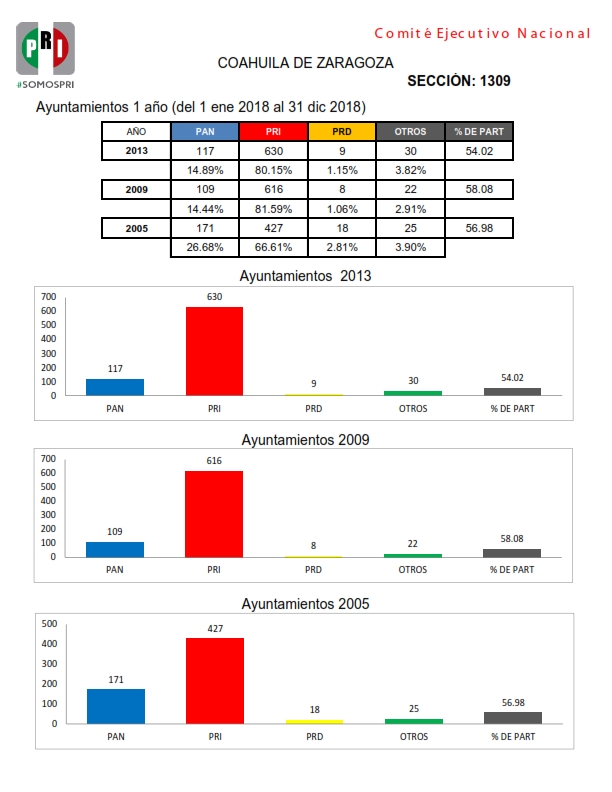 Comité Ejecutivo Nacional
PRI
#SOMOSPRI
COAHUILA DE ZARAGOZA
SECCIÓN: 1309
Ayuntamientos 1 año (del 1 ene 2018 al 31 dic 2018)
AÑO PAN PRI PRD OTROS % DE PART
2013 117 630 9 30 54.02
14.89% 80.15% 1.15% 3.82%
2009 109 616 8 22 58.08
14.44% 81.59% 1.06% 2.91%
2005 171 427 18 25 56.98
26.68% 66.61% 2.81% 3.90%
Ayuntamientos 2013
700
600
500
400
300
200
100
0
117 630 9 30 54.02
PAN PRI PRD OTROS % DE PART
Ayuntamientos 2009
700
600
500
400
300
200
100
0
109 616 8 22 58.08
PAN PRI PRD OTROS % DE PART
Ayuntamientos 2005
500
400
300
200
100
0
171 427 18 25 56.98
PAN PRI PRD OTROS % DE PART